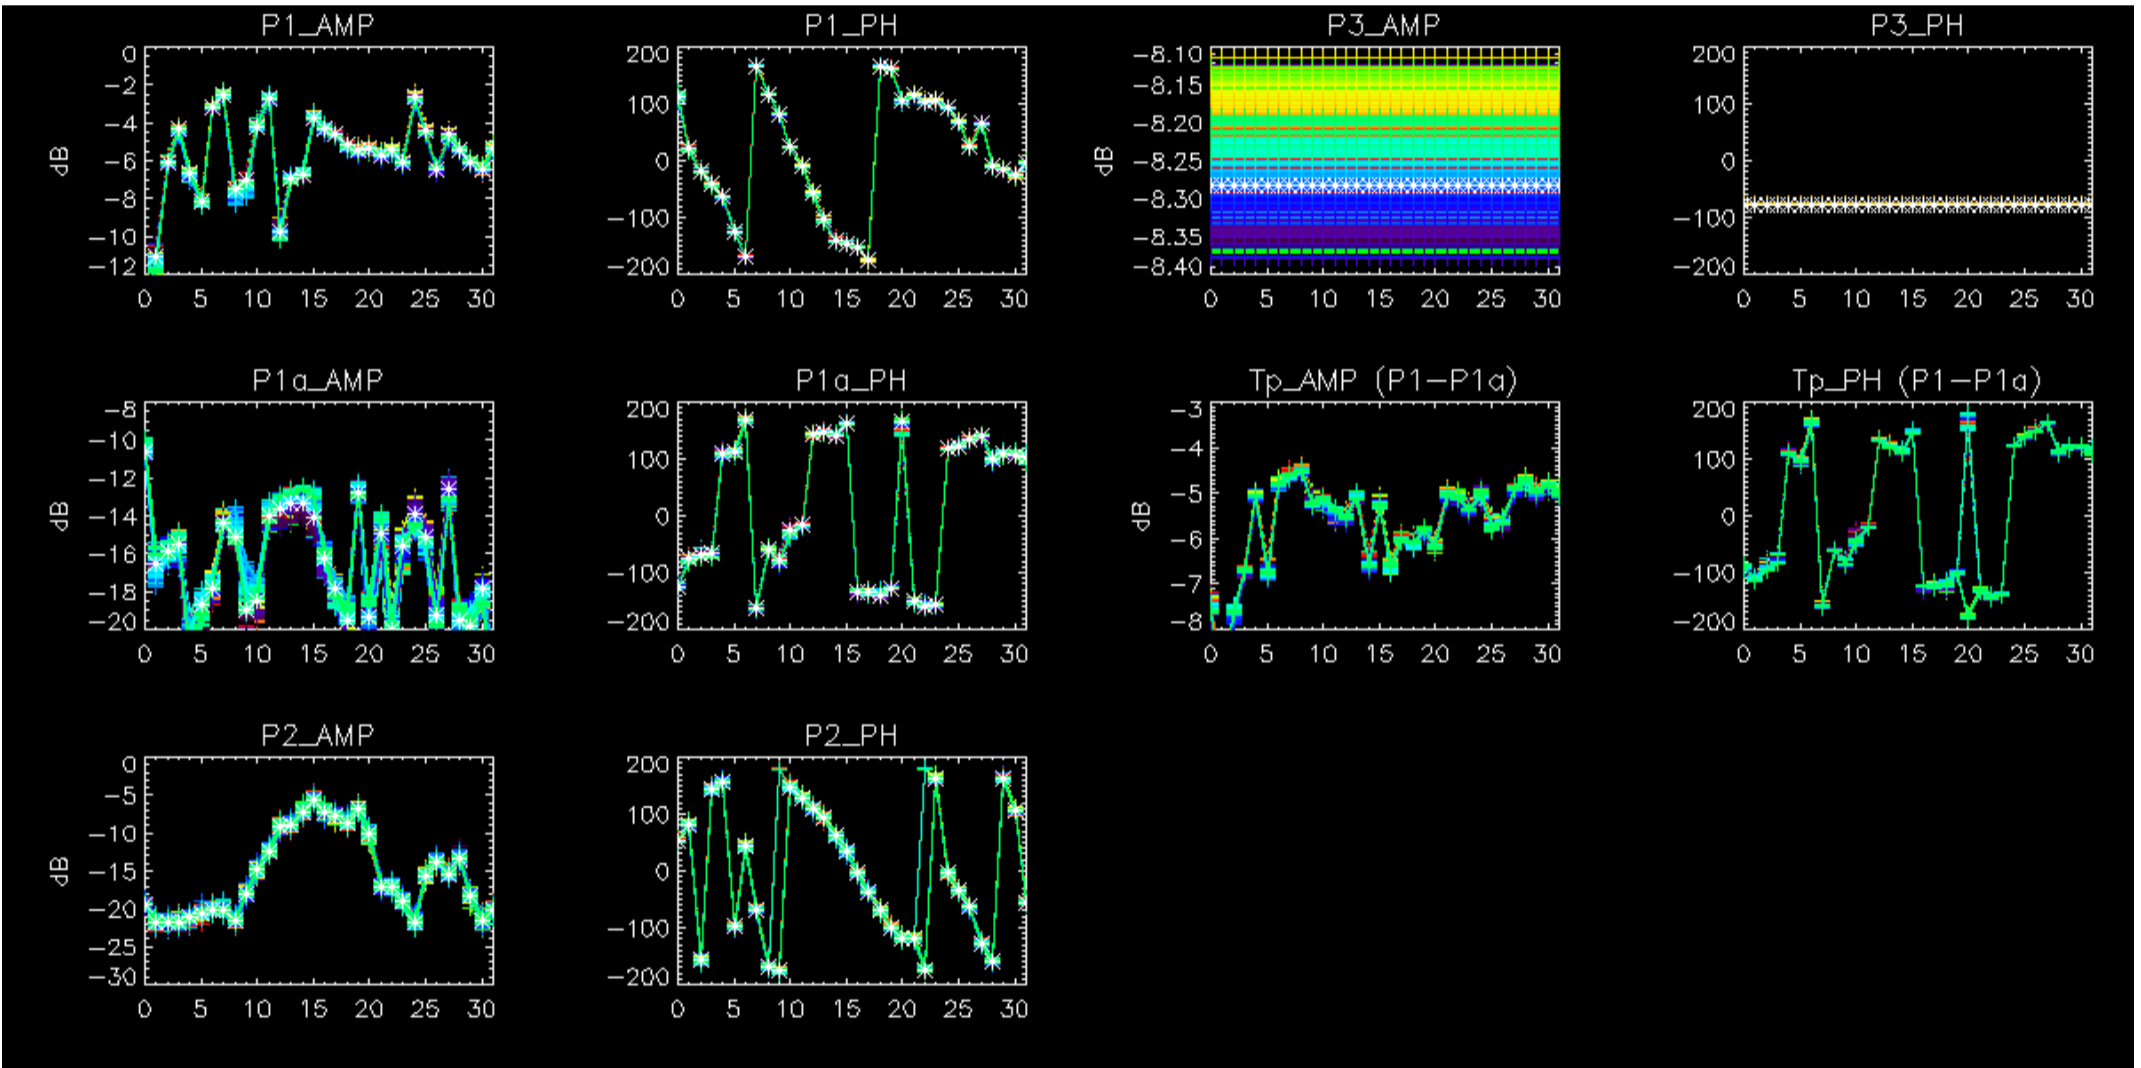 P1_AMP P1_PH P3_AMP P3_PH
dB 0 -2 -4 -6 -8 -10 -12
200 100 0 -100 -200
dB -8.10 -8.15 -8.20 -8.25 -8.30 -8.35 -8.40
200 100 0 -100 -200
0 5 10 15 20 25 30 0 5 10 15 20 25 30 0 5 10 15 20 25 30 0 5 10 15 20 25 30
P1a_AMP P1a_PH Tp_AMP (P1-P1a) Tp_PH (P1-P1a)
dB -8 -10 -12 -14 -16 -18 -20
200 100 0 -100 -200
dB -3 -4 -5 -6 -7 -8
200 100 0 -100 -200
0 5 10 15 20 25 30 0 5 10 15 20 25 30 0 5 10 15 20 25 30 0 5 10 15 20 25 30
P2_AMP P2_PH
dB 0 -5 -10 -15 -20 -25 -30
200 100 0 -100 -200
0 5 10 15 20 25 30 0 5 10 15 20 25 30